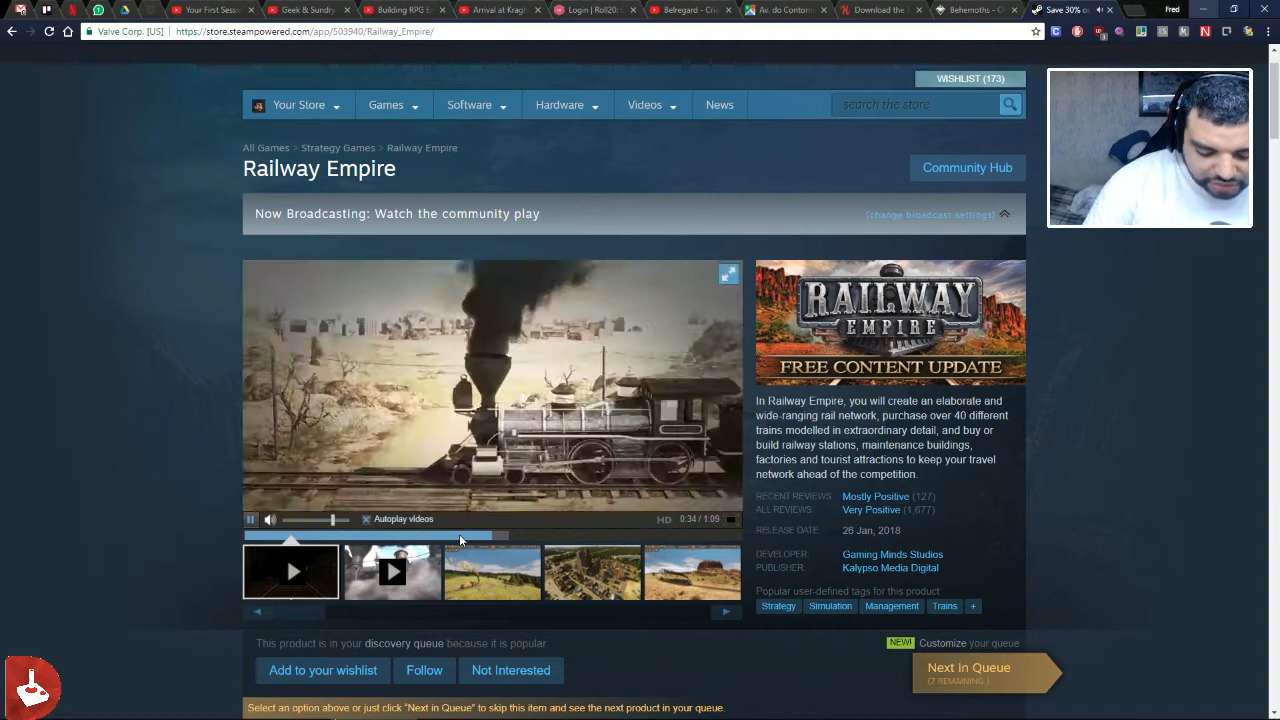 Your First Sessi
Geek & Sundry
Building RPG E
Arrival at Kragh
Login | Roll20:
Belregard - Cru
Av. do Contorn
Download the
Behemoths - O
Save 30% o
Fred
Valve Corp. [US] | https://store.steampowered.com/app/503940/Railway_Empire/
WISHLIST (173)
Your Store
Games
Software
Hardware
Videos
News
search the store
All Games > Strategy Games > Railway Empire
Railway Empire
Community Hub
Now Broadcasting: Watch the community play
(change broadcast settings)
RAILWAY
EMPIRE
FREE CONTENT UPDATE
In Railway Empire, you will create an elaborate and
wide-ranging rail network, purchase over 40 different
trains modelled in extraordinary detail, and buy or
build railway stations, maintenance buildings,
factories and tourist attractions to keep your travel
network ahead of the competition.
RECENT REVIEWS: Mostly Positive (127)
ALL REVIEWS: Very Positive (1,677)
RELEASE DATE: 26 Jan, 2018
DEVELOPER: Gaming Minds Studios
PUBLISHER: Kalypso Media Digital
Popular user-defined tags for this product:
Strategy Simulation Management Trains +
Autoplay videos
HD 0:34 / 1:09
This product is in your discovery queue because it is popular
NEW! Customize your queue
Add to your wishlist
Follow
Not Interested
Next in Queue
(7 REMAINING )
Select an option above or just click "Next in Queue" to skip this item and see the next product in your queue.